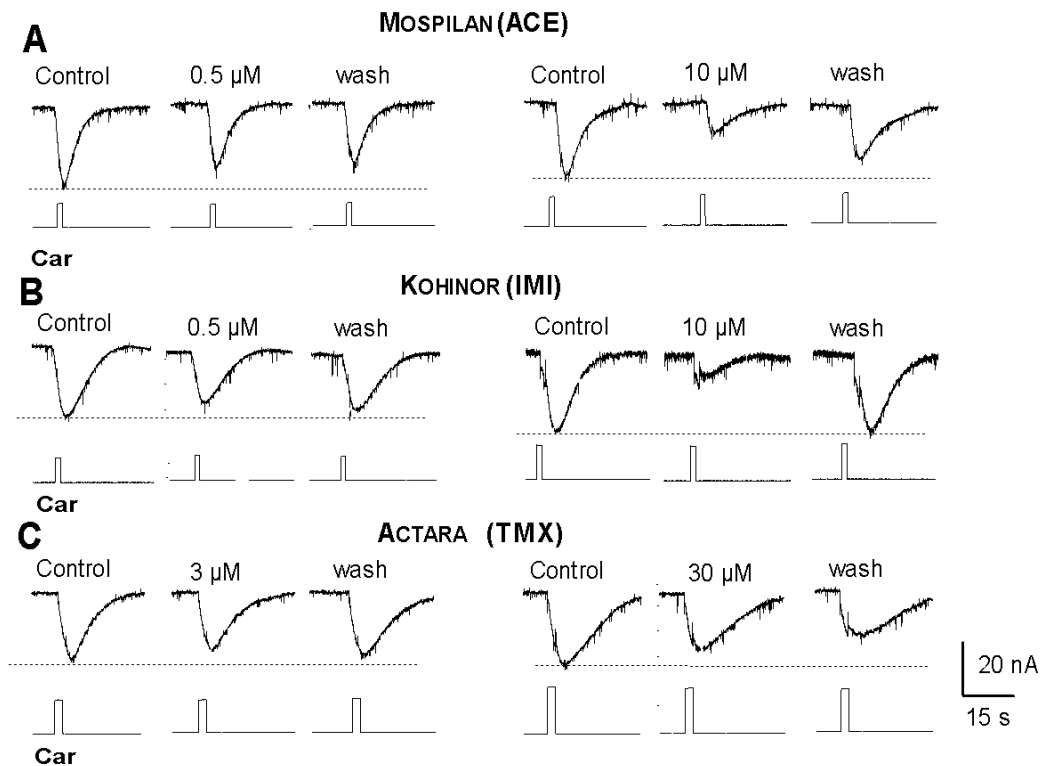 MOSPILAN (ACE)
A
Control 0.5 µM wash Control 10 µM wash
Car
KOHINOR (IMI)
B
Control 0.5 µM wash Control 10 µM wash
Car
ACTARA (TMX)
C
Control 3 µM wash Control 30 µM wash
20 nA
15 s
Car